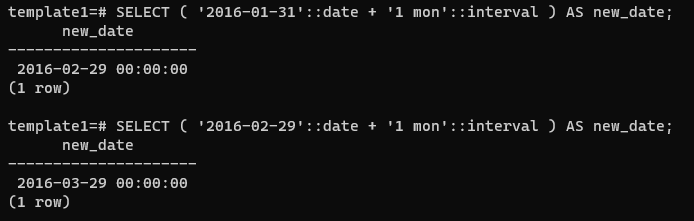 template1=# SELECT ( '2016-01-31'::date + '1 mon'::interval ) AS new_date;
      new_date
---------------------
 2016-02-29 00:00:00
(1 row)

template1=# SELECT ( '2016-02-29'::date + '1 mon'::interval ) AS new_date;
      new_date
---------------------
 2016-03-29 00:00:00
(1 row)